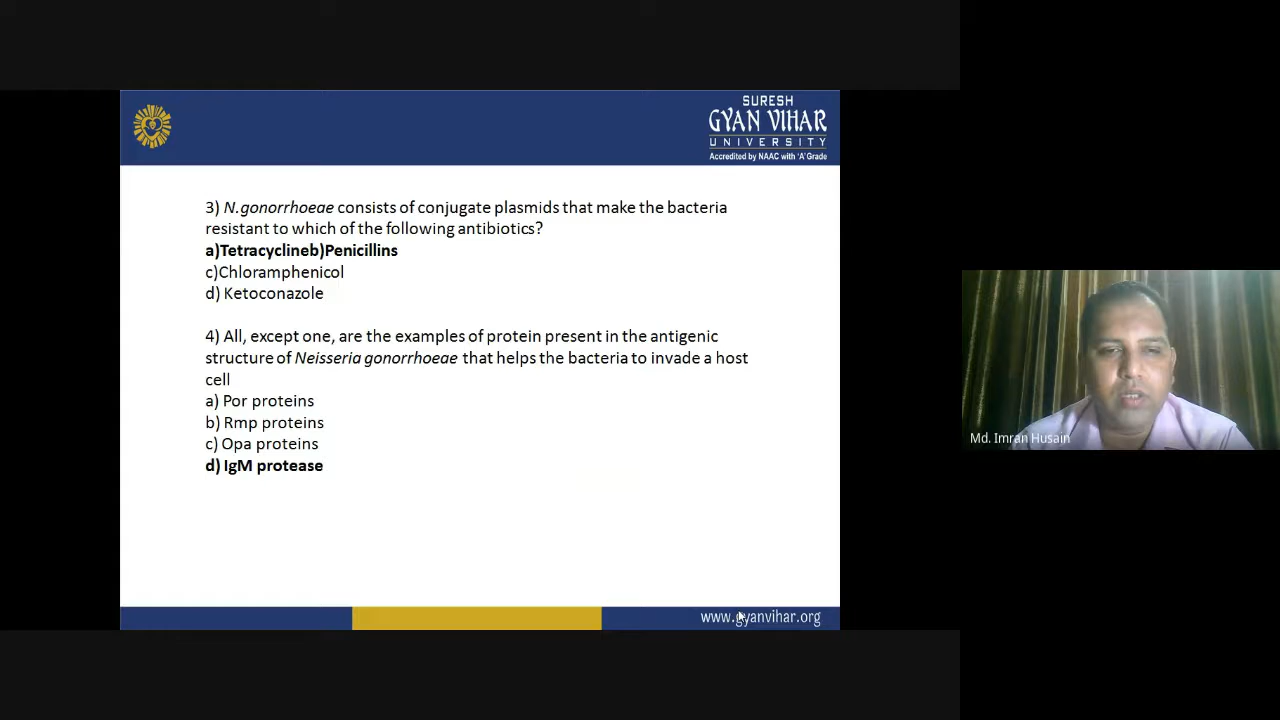 SURESH
GYAN VIHAR
UNIVERSITY
Accredited by NAAC with 'A' Grade
3) N.gonorrhoeae consists of conjugate plasmids that make the bacteria
resistant to which of the following antibiotics?
a)Tetracyclineb)Penicillins
c)Chloramphenicol
d) Ketoconazole
4) All, except one, are the examples of protein present in the antigenic
structure of Neisseria gonorrhoeae that helps the bacteria to invade a host
cell
a) Por proteins
b) Rmp proteins
c) Opa proteins
d) IgM protease
Md. Imran Husain
www.gyanvihar.org